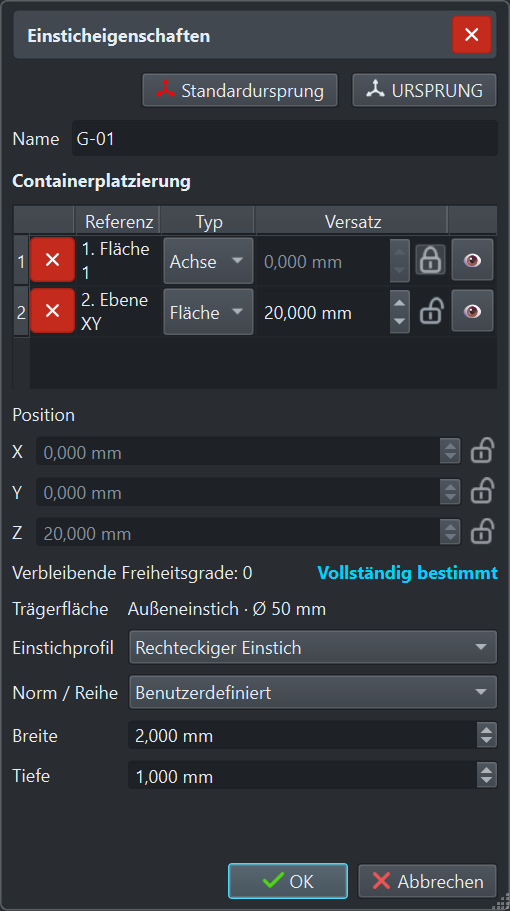 Einsticheigenschaften
Standardursprung URSPRUNG
Name G-01
Containerplatzierung
Referenz Typ Versatz
1 1. Fläche 1 Achse 0,000 mm
2 2. Ebene XY Fläche 20,000 mm
Position
X 0,000 mm
Y 0,000 mm
Z 20,000 mm
Verbleibende Freiheitsgrade: 0 Vollständig bestimmt
Trägerfläche Außeneinstich · Ø 50 mm
Einstichprofil Rechteckiger Einstich
Norm / Reihe Benutzerdefiniert
Breite 2,000 mm
Tiefe 1,000 mm
OK Abbrechen